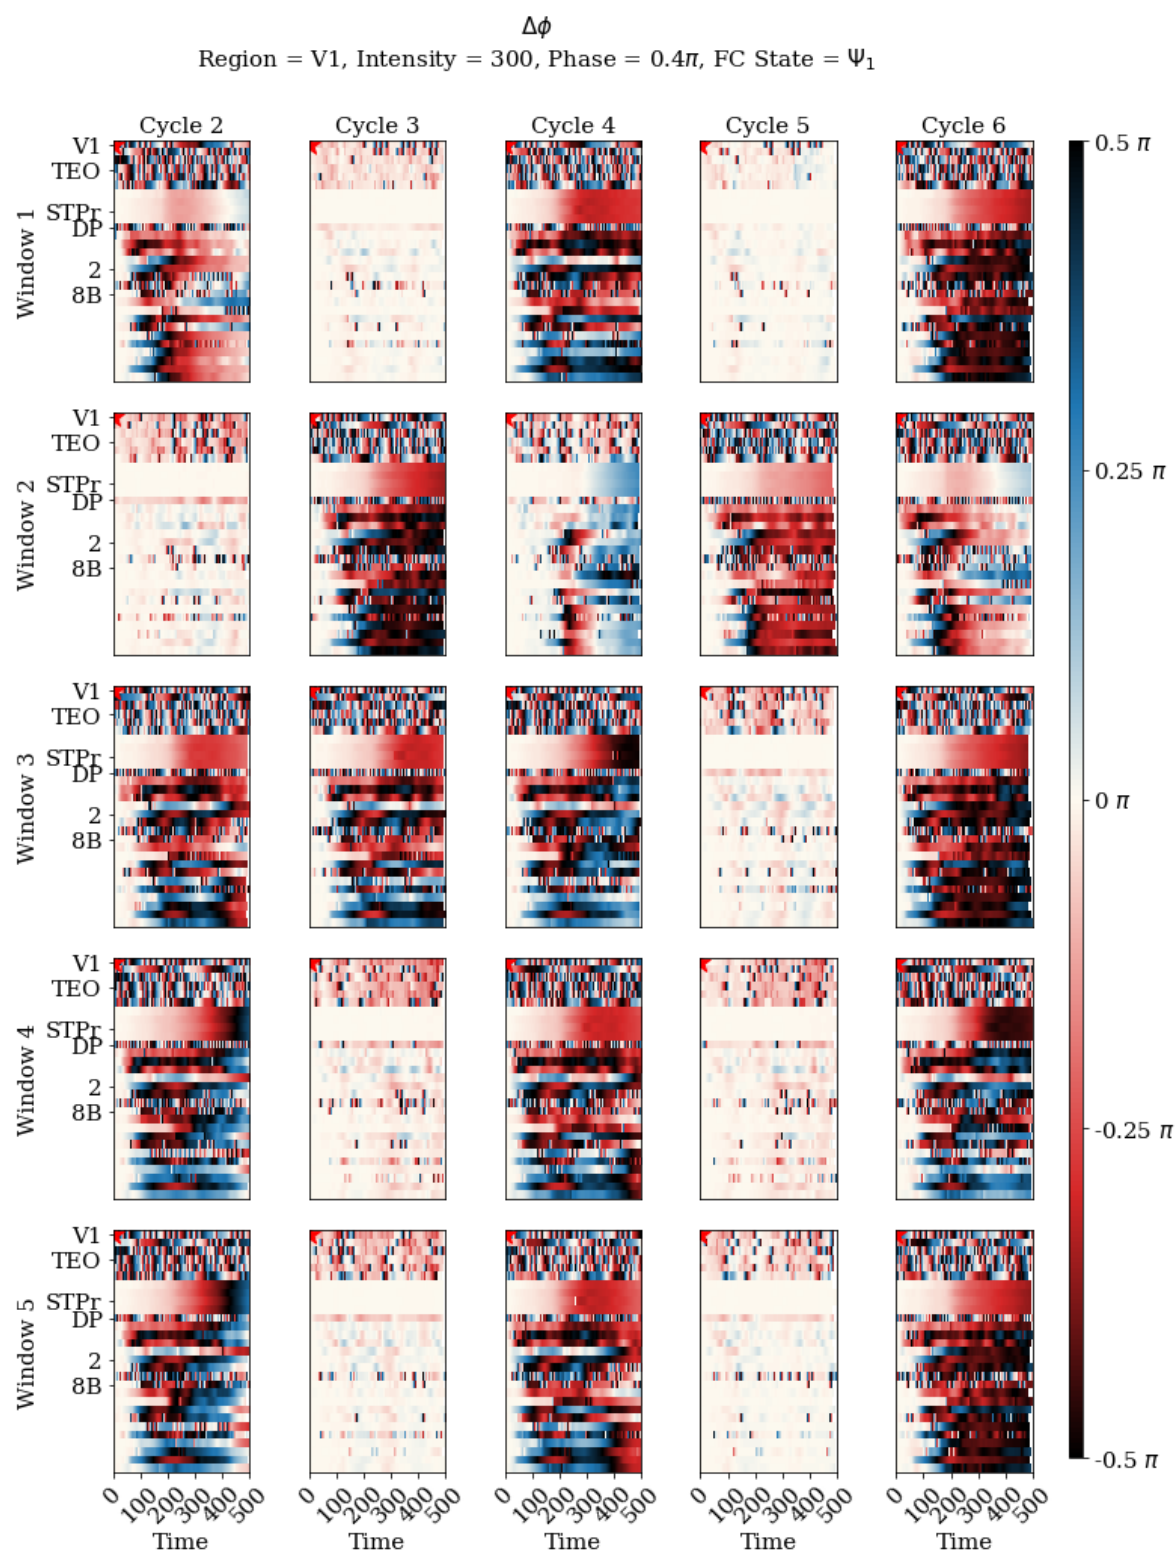 Δϕ
Region = V1, Intensity = 300, Phase = 0.4π, FC State = Ψ₁
Cycle 2 Cycle 3 Cycle 4 Cycle 5 Cycle 6
Window 1
V1
TEO
STPr
DP
2
8B
Window 2
V1
TEO
STPr
DP
2
8B
Window 3
V1
TEO
STPr
DP
2
8B
Window 4
V1
TEO
STPr
DP
2
8B
Window 5
V1
TEO
STPr
DP
2
8B
0 100 200 300 400 500
0 100 200 300 400 500
0 100 200 300 400 500
0 100 200 300 400 500
0 100 200 300 400 500
Time Time Time Time Time
0.5 π
0.25 π
0 π
-0.25 π
-0.5 π